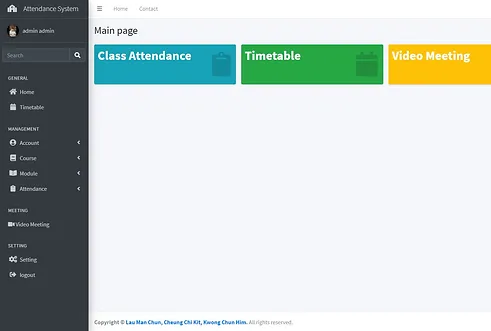 Attendance System
admin admin
Search
GENERAL
Home
Timetable
MANAGEMENT
Account
Course
Module
Attendance
MEETING
Video Meeting
SETTING
Setting
logout
Home Contact
Main page
Class Attendance
Timetable
Video Meeting
Copyright © Lau Man Chun, Cheung Chi Kit, Kwong Chun Him. All rights reserved.